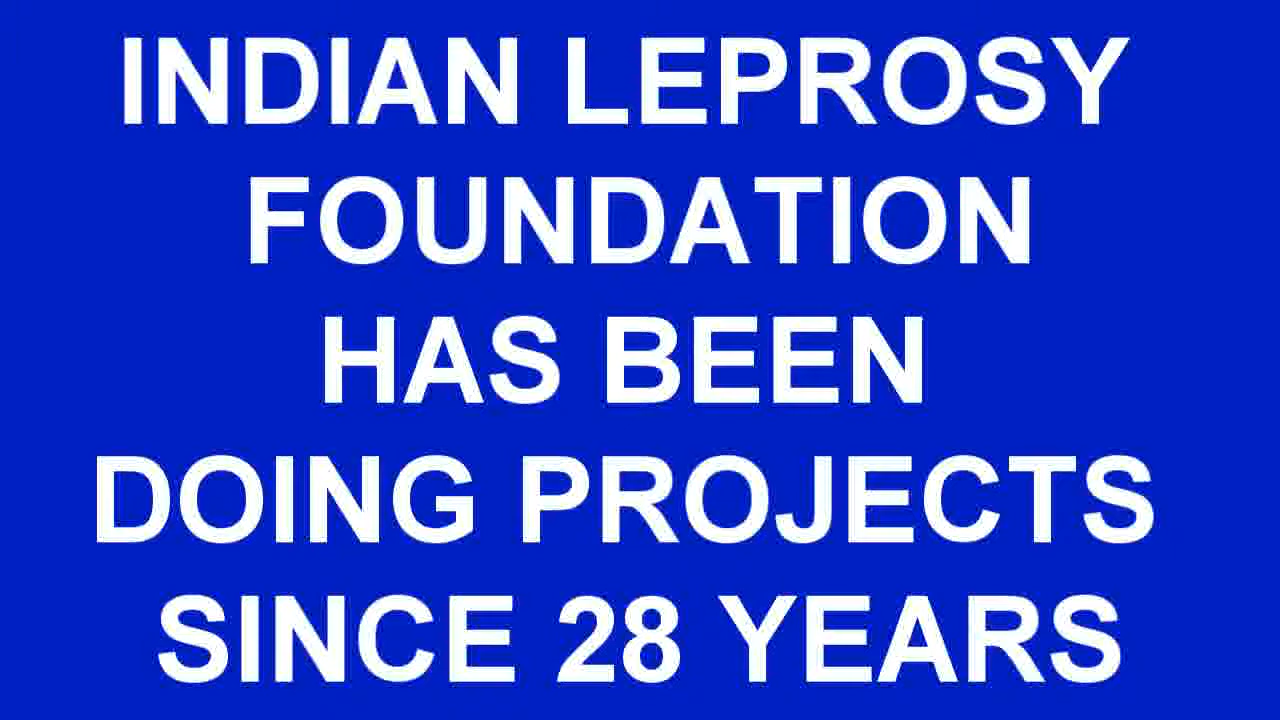 INDIAN LEPROSY
FOUNDATION
HAS BEEN
DOING PROJECTS
SINCE 28 YEARS